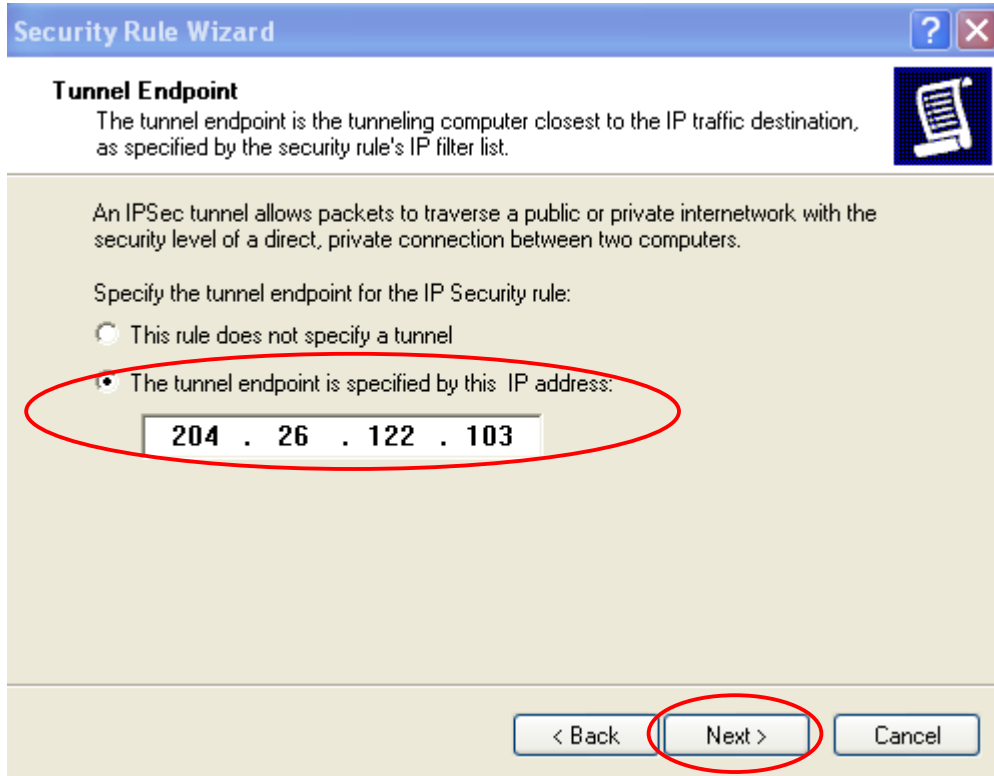 Security Rule Wizard
?
Tunnel Endpoint
The tunnel endpoint is the tunneling computer closest to the IP traffic destination,
as specified by the security rule's IP filter list.
An IPSec tunnel allows packets to traverse a public or private internetwork with the
security level of a direct, private connection between two computers.
Specify the tunnel endpoint for the IP Security rule:
This rule does not specify a tunnel
The tunnel endpoint is specified by this IP address:
204 . 26 . 122 . 103
< Back Next > Cancel